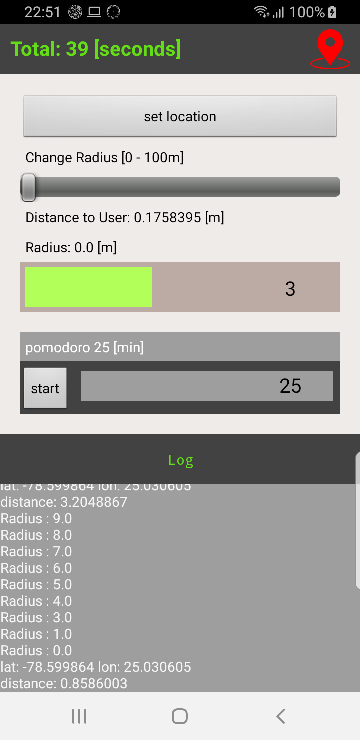 22:51 100%
Total: 39 [seconds]
set location
Change Radius [0 - 100m]
Distance to User: 0.1758395 [m]
Radius: 0.0 [m]
3
pomodoro 25 [min]
start 25
Log
lat: -78.599864 lon: 25.030605
distance: 3.2048867
Radius : 9.0
Radius : 8.0
Radius : 7.0
Radius : 6.0
Radius : 5.0
Radius : 4.0
Radius : 3.0
Radius : 1.0
Radius : 0.0
lat: -78.599864 lon: 25.030605
distance: 0.8586003